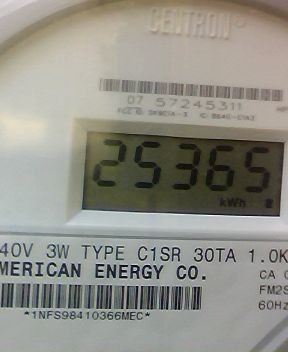 CENTRON
07 57245311
25365
kWh
40V 3W TYPE C1SR 30TA 1.0K
MERICAN ENERGY CO.
CA
FM2S
60Hz
*1NFS98410366MEC*